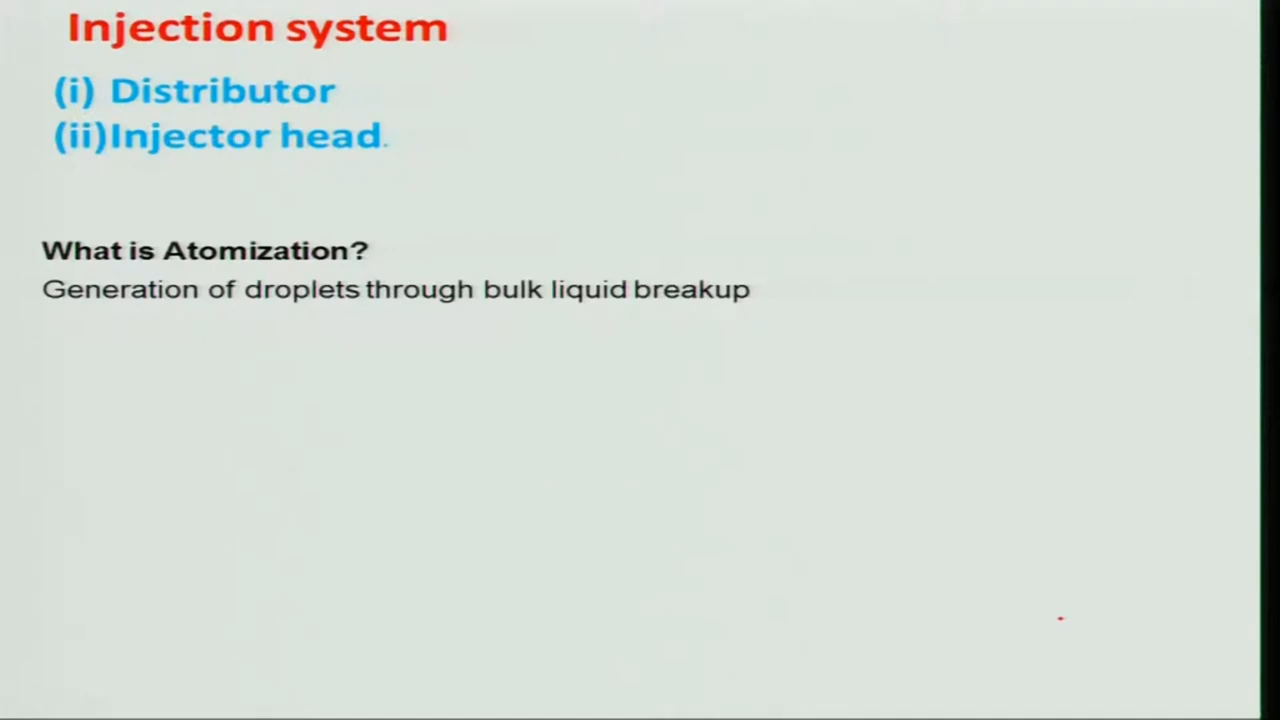 Injection system
(i) Distributor
(ii)Injector head.
What is Atomization?
Generation of droplets through bulk liquid breakup